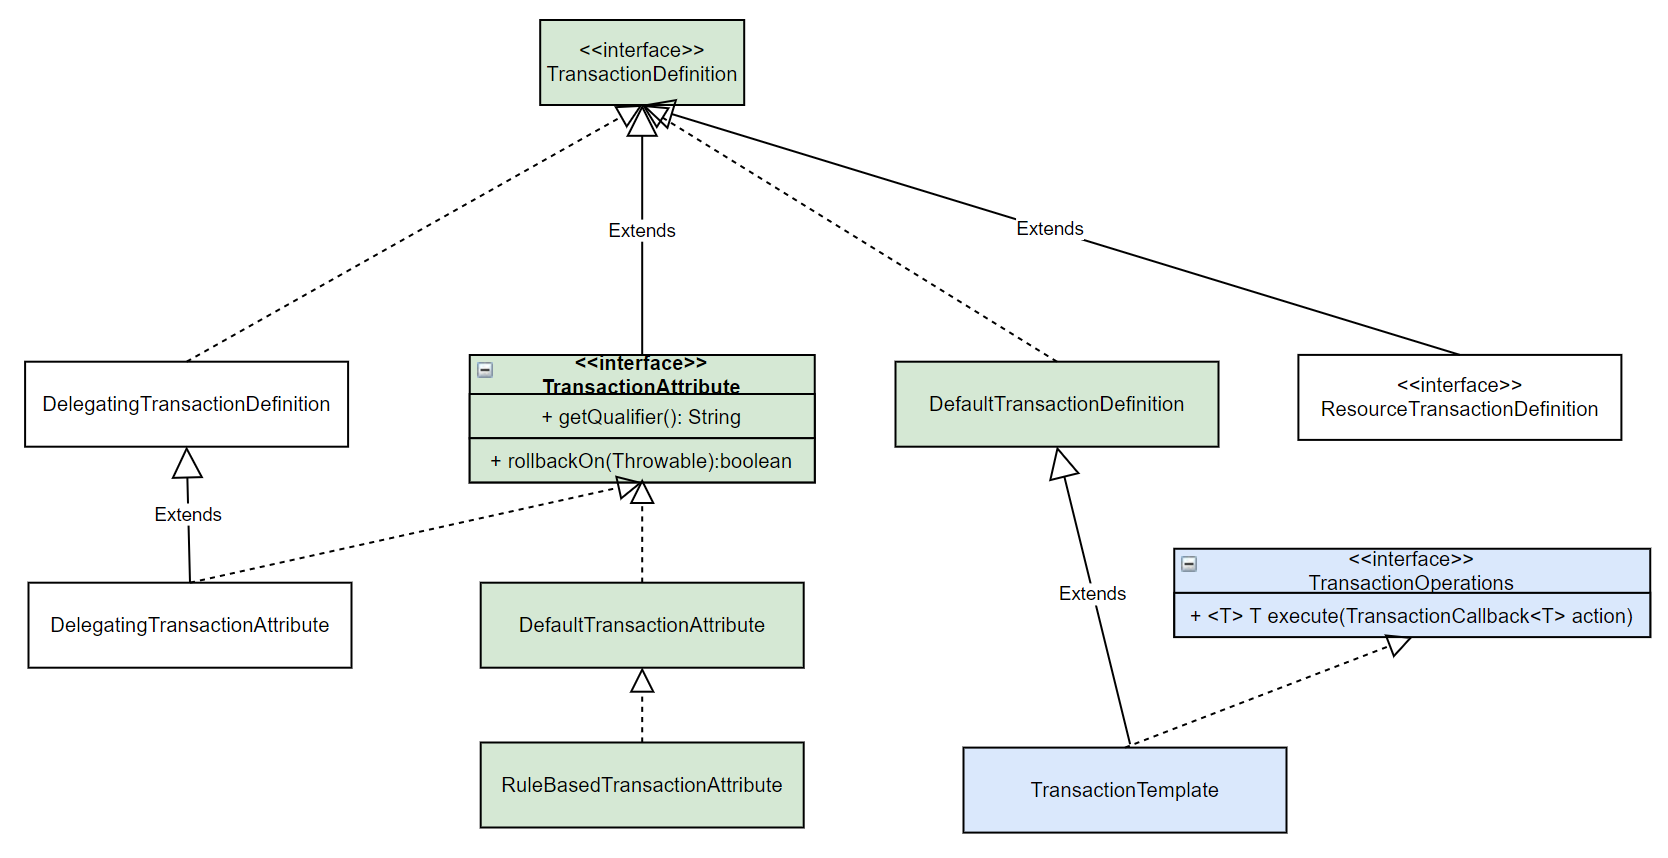 <<interface>>
TransactionDefinition
Extends
Extends
DelegatingTransactionDefinition
<<interface>>
TransactionAttribute
+ getQualifier(): String
+ rollbackOn(Throwable):boolean
DefaultTransactionDefinition
<<interface>>
ResourceTransactionDefinition
Extends
Extends
<<interface>>
TransactionOperations
+ <T> T execute(TransactionCallback<T> action)
DelegatingTransactionAttribute
DefaultTransactionAttribute
RuleBasedTransactionAttribute
TransactionTemplate